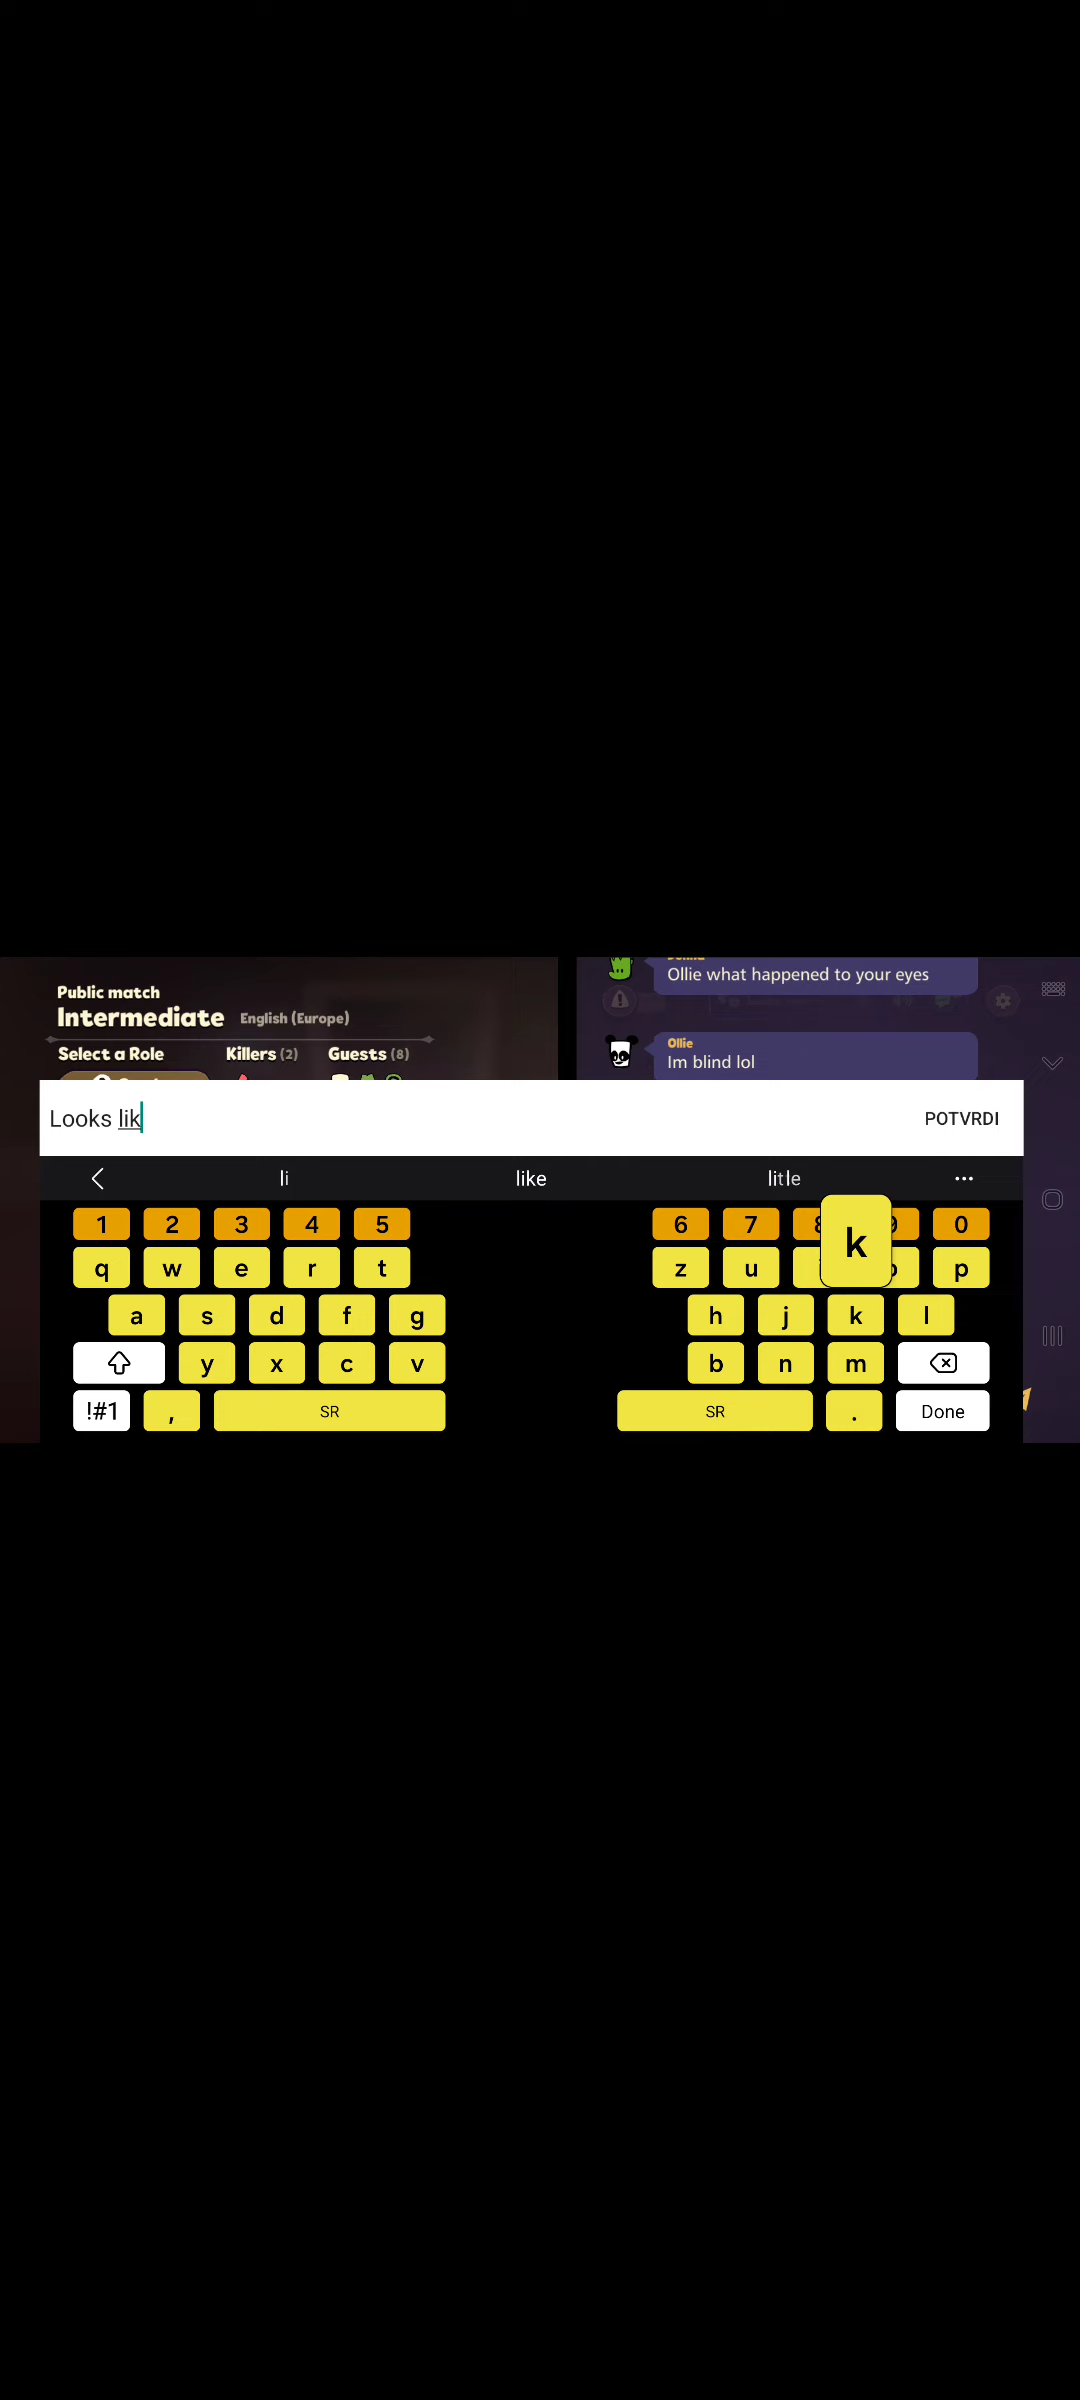 Public match
Intermediate English (Europe)
Select a Role Killers (2) Guests (8)
Ollie what happened to your eyes
Ollie
Im blind lol
Looks lik
POTVRDI
li like litle
1 2 3 4 5 6 7 8 9 0
q w e r t z u k p
a s d f g h j k l
y x c v b n m
!#1 , SR SR . Done